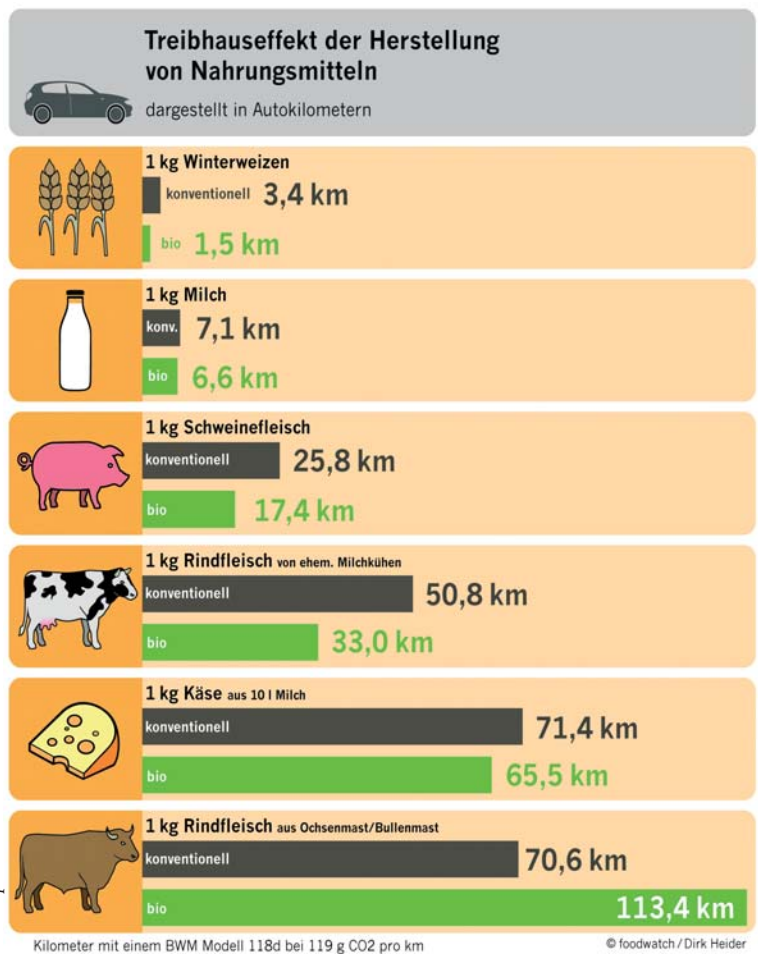 Treibhauseffekt der Herstellung
von Nahrungsmitteln
dargestellt in Autokilometern
1 kg Winterweizen
konventionell 3,4 km
bio 1,5 km
1 kg Milch
konv. 7,1 km
bio 6,6 km
1 kg Schweinefleisch
konventionell 25,8 km
bio 17,4 km
1 kg Rindfleisch von ehem. Milchkühen
konventionell 50,8 km
bio 33,0 km
1 kg Käse aus 10 l Milch
konventionell 71,4 km
bio 65,5 km
1 kg Rindfleisch aus Ochsenmast/Bullenmast
konventionell 70,6 km
bio 113,4 km
Kilometer mit einem BWM Modell 118d bei 119 g CO2 pro km
© foodwatch / Dirk Heider